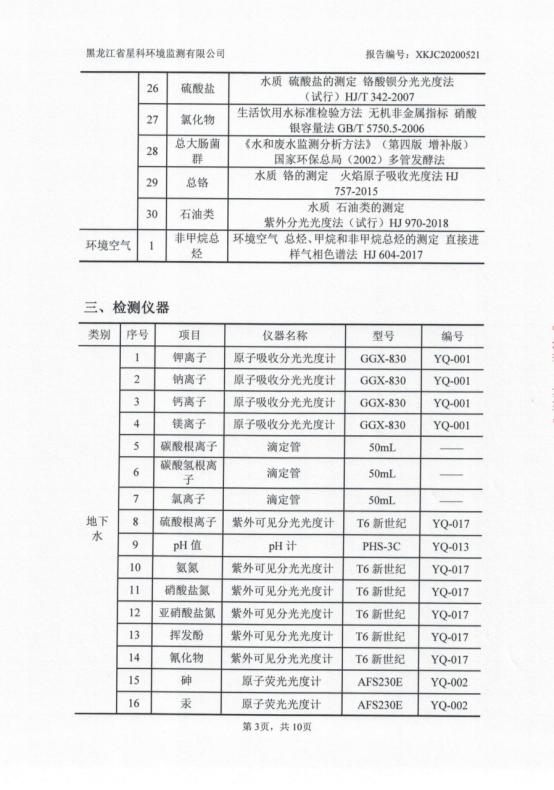 黑龙江省星科环境监测有限公司 报告编号：XKJC20200521
26 硫酸盐 水质 硫酸盐的测定 铬酸钡分光光度法
（试行）HJ/T 342-2007
27 氯化物 生活饮用水标准检验方法 无机非金属指标 硝酸
银容量法 GB/T 5750.5-2006
28 总大肠菌 《水和废水监测分析方法》（第四版 增补版）
群 国家环保总局（2002）多管发酵法
29 总铬 水质 铬的测定 火焰原子吸收光度法 HJ
757-2015
30 石油类 水质 石油类的测定
紫外分光光度法（试行）HJ 970-2018
环境空气 1 非甲烷总 环境空气 总烃、甲烷和非甲烷总烃的测定 直接进
烃 样气相色谱法 HJ 604-2017
三、检测仪器
类别 序号 项目 仪器名称 型号 编号
地下
水
1 钾离子 原子吸收分光光度计 GGX-830 YQ-001
2 钠离子 原子吸收分光光度计 GGX-830 YQ-001
3 钙离子 原子吸收分光光度计 GGX-830 YQ-001
4 镁离子 原子吸收分光光度计 GGX-830 YQ-001
5 碳酸根离子 滴定管 50mL ——
6 碳酸氢根离
子 滴定管 50mL ——
7 氯离子 滴定管 50mL ——
8 硫酸根离子 紫外可见分光光度计 T6 新世纪 YQ-017
9 pH 值 pH 计 PHS-3C YQ-013
10 氨氮 紫外可见分光光度计 T6 新世纪 YQ-017
11 硝酸盐氮 紫外可见分光光度计 T6 新世纪 YQ-017
12 亚硝酸盐氮 紫外可见分光光度计 T6 新世纪 YQ-017
13 挥发酚 紫外可见分光光度计 T6 新世纪 YQ-017
14 氰化物 紫外可见分光光度计 T6 新世纪 YQ-017
15 砷 原子荧光光度计 AFS230E YQ-002
16 汞 原子荧光光度计 AFS230E YQ-002
第 3页，共 10页